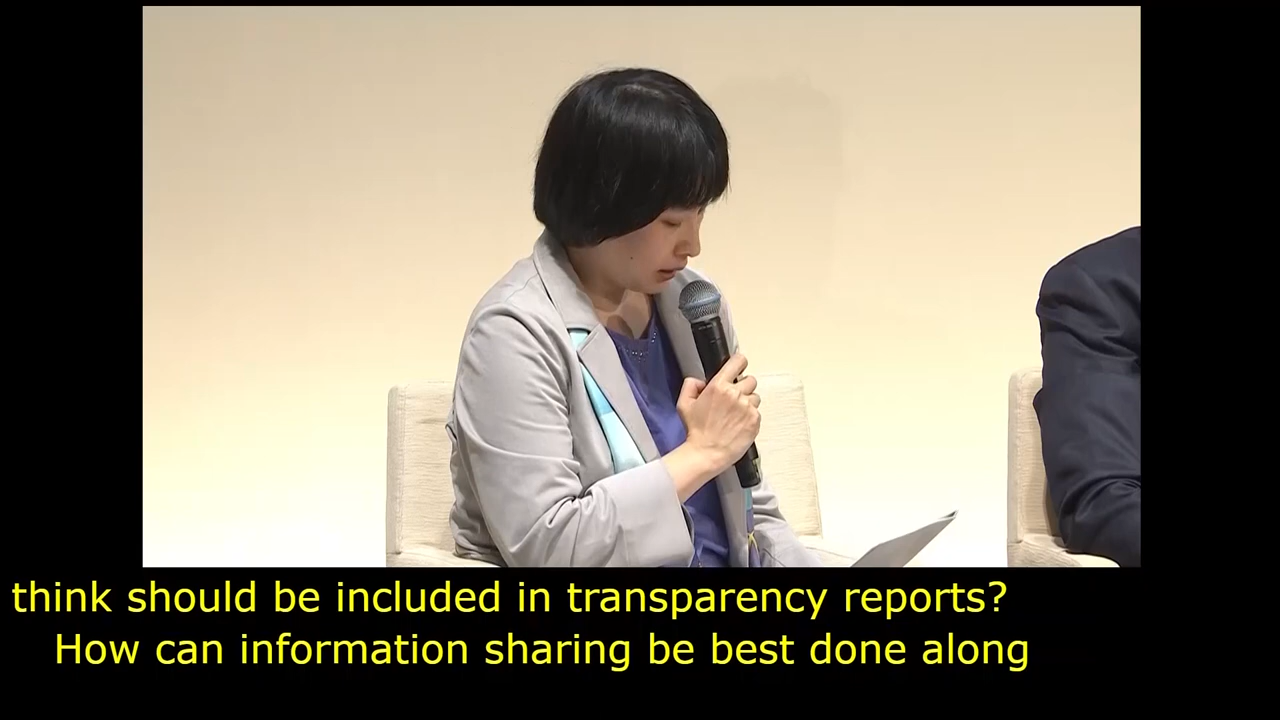 think should be included in transparency reports?
How can information sharing be best done along